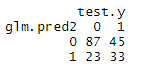 test.y
glm.pred2 0 1
0 87 45
1 23 33